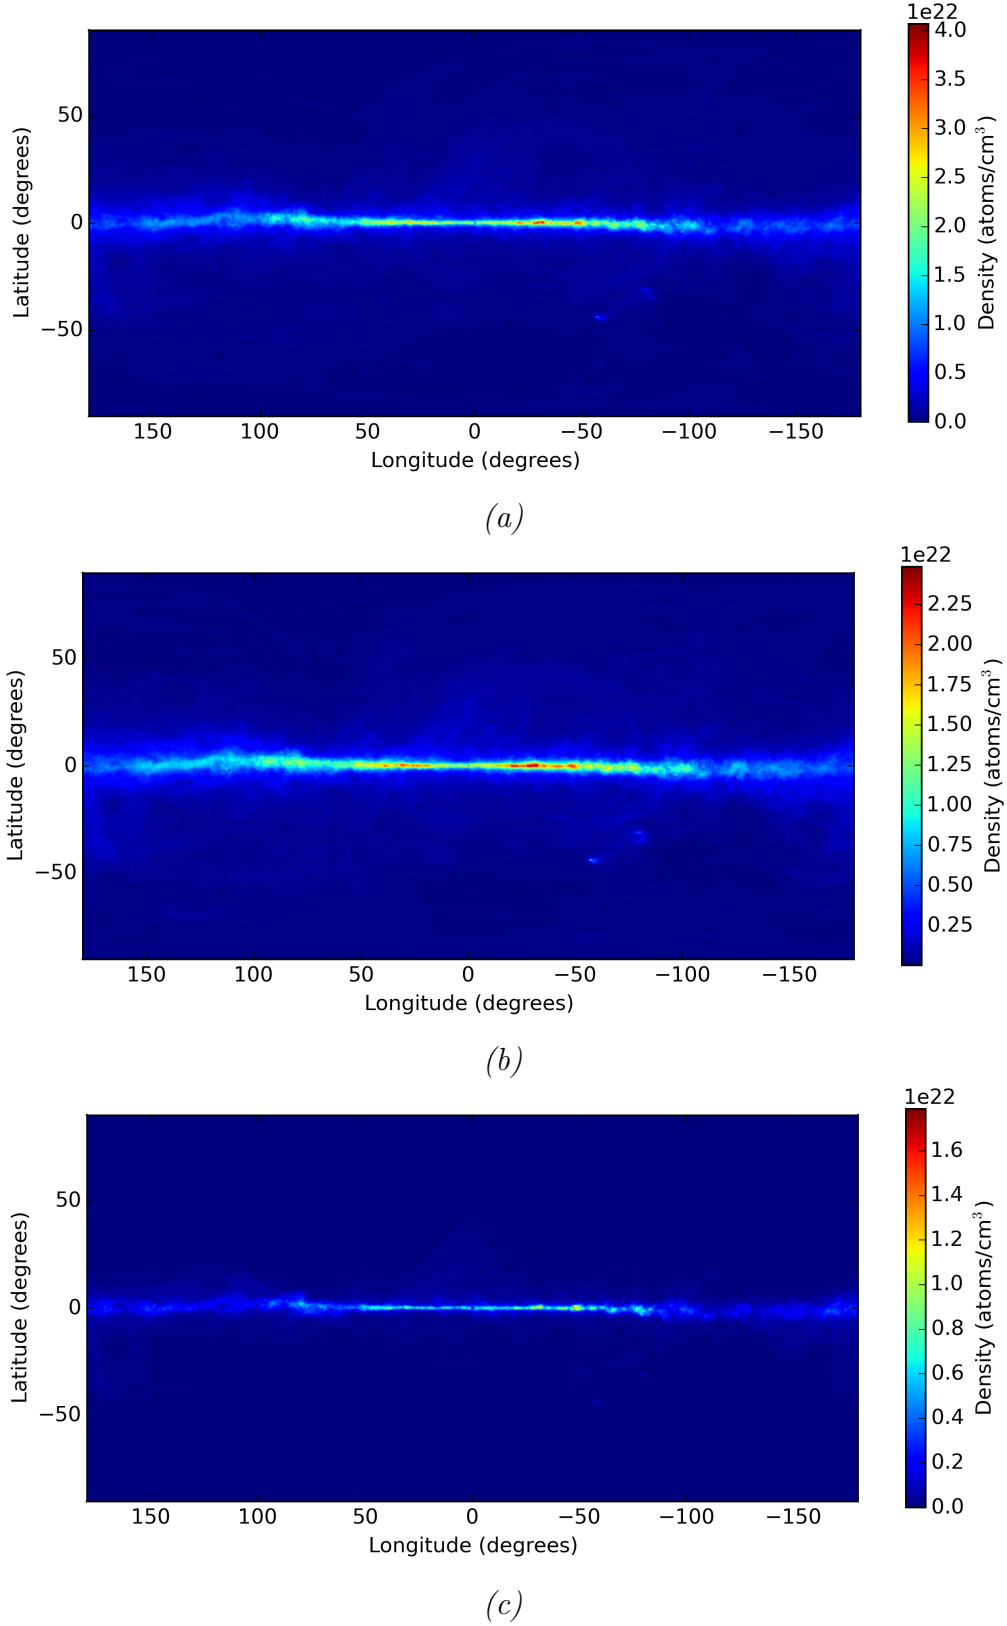 1e22
4.0
3.5
3.0
2.5
2.0
1.5
1.0
0.5
0.0
Density (atoms/cm³)
50
0
−50
Latitude (degrees)
150 100 50 0 −50 −100 −150
Longitude (degrees)
(a)
1e22
2.25
2.00
1.75
1.50
1.25
1.00
0.75
0.50
0.25
Density (atoms/cm³)
50
0
−50
Latitude (degrees)
150 100 50 0 −50 −100 −150
Longitude (degrees)
(b)
1e22
1.6
1.4
1.2
1.0
0.8
0.6
0.4
0.2
0.0
Density (atoms/cm³)
50
0
−50
Latitude (degrees)
150 100 50 0 −50 −100 −150
Longitude (degrees)
(c)